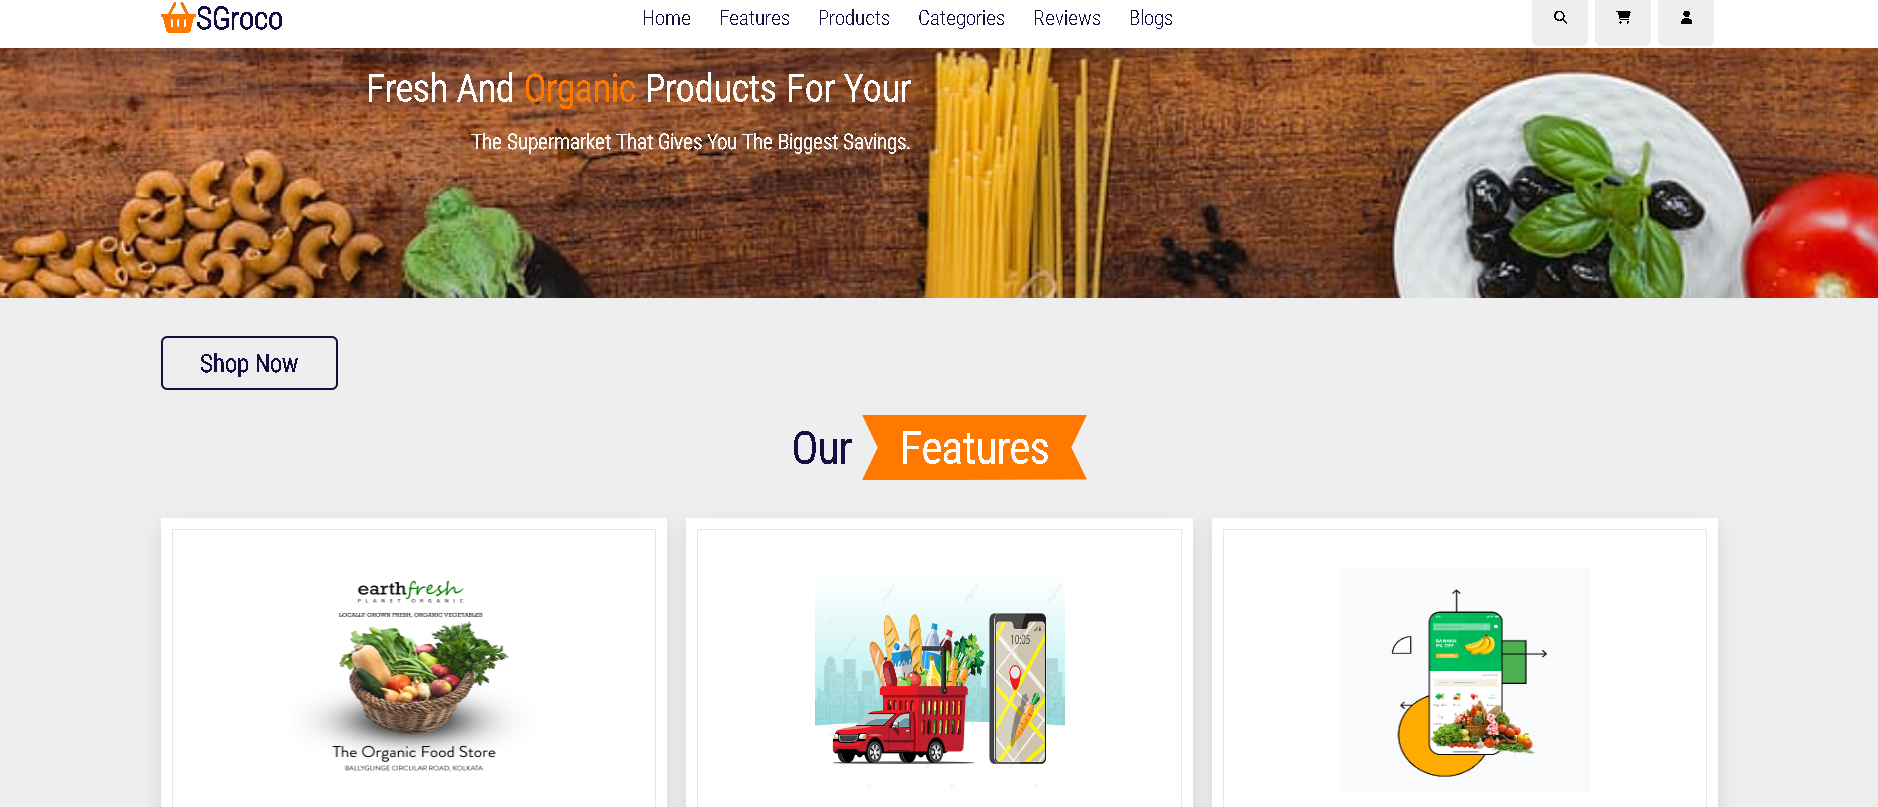 SGroco
Home Features Products Categories Reviews Blogs
Fresh And Organic Products For Your
The Supermarket That Gives You The Biggest Savings.
Shop Now
Our Features
earthfresh
PLANET ORGANIC
LOCALLY GROWN FRESH, ORGANIC VEGETABLES
The Organic Food Store
BALLYGUNGE CIRCULAR ROAD, KOLKATA
10:05
BANANA